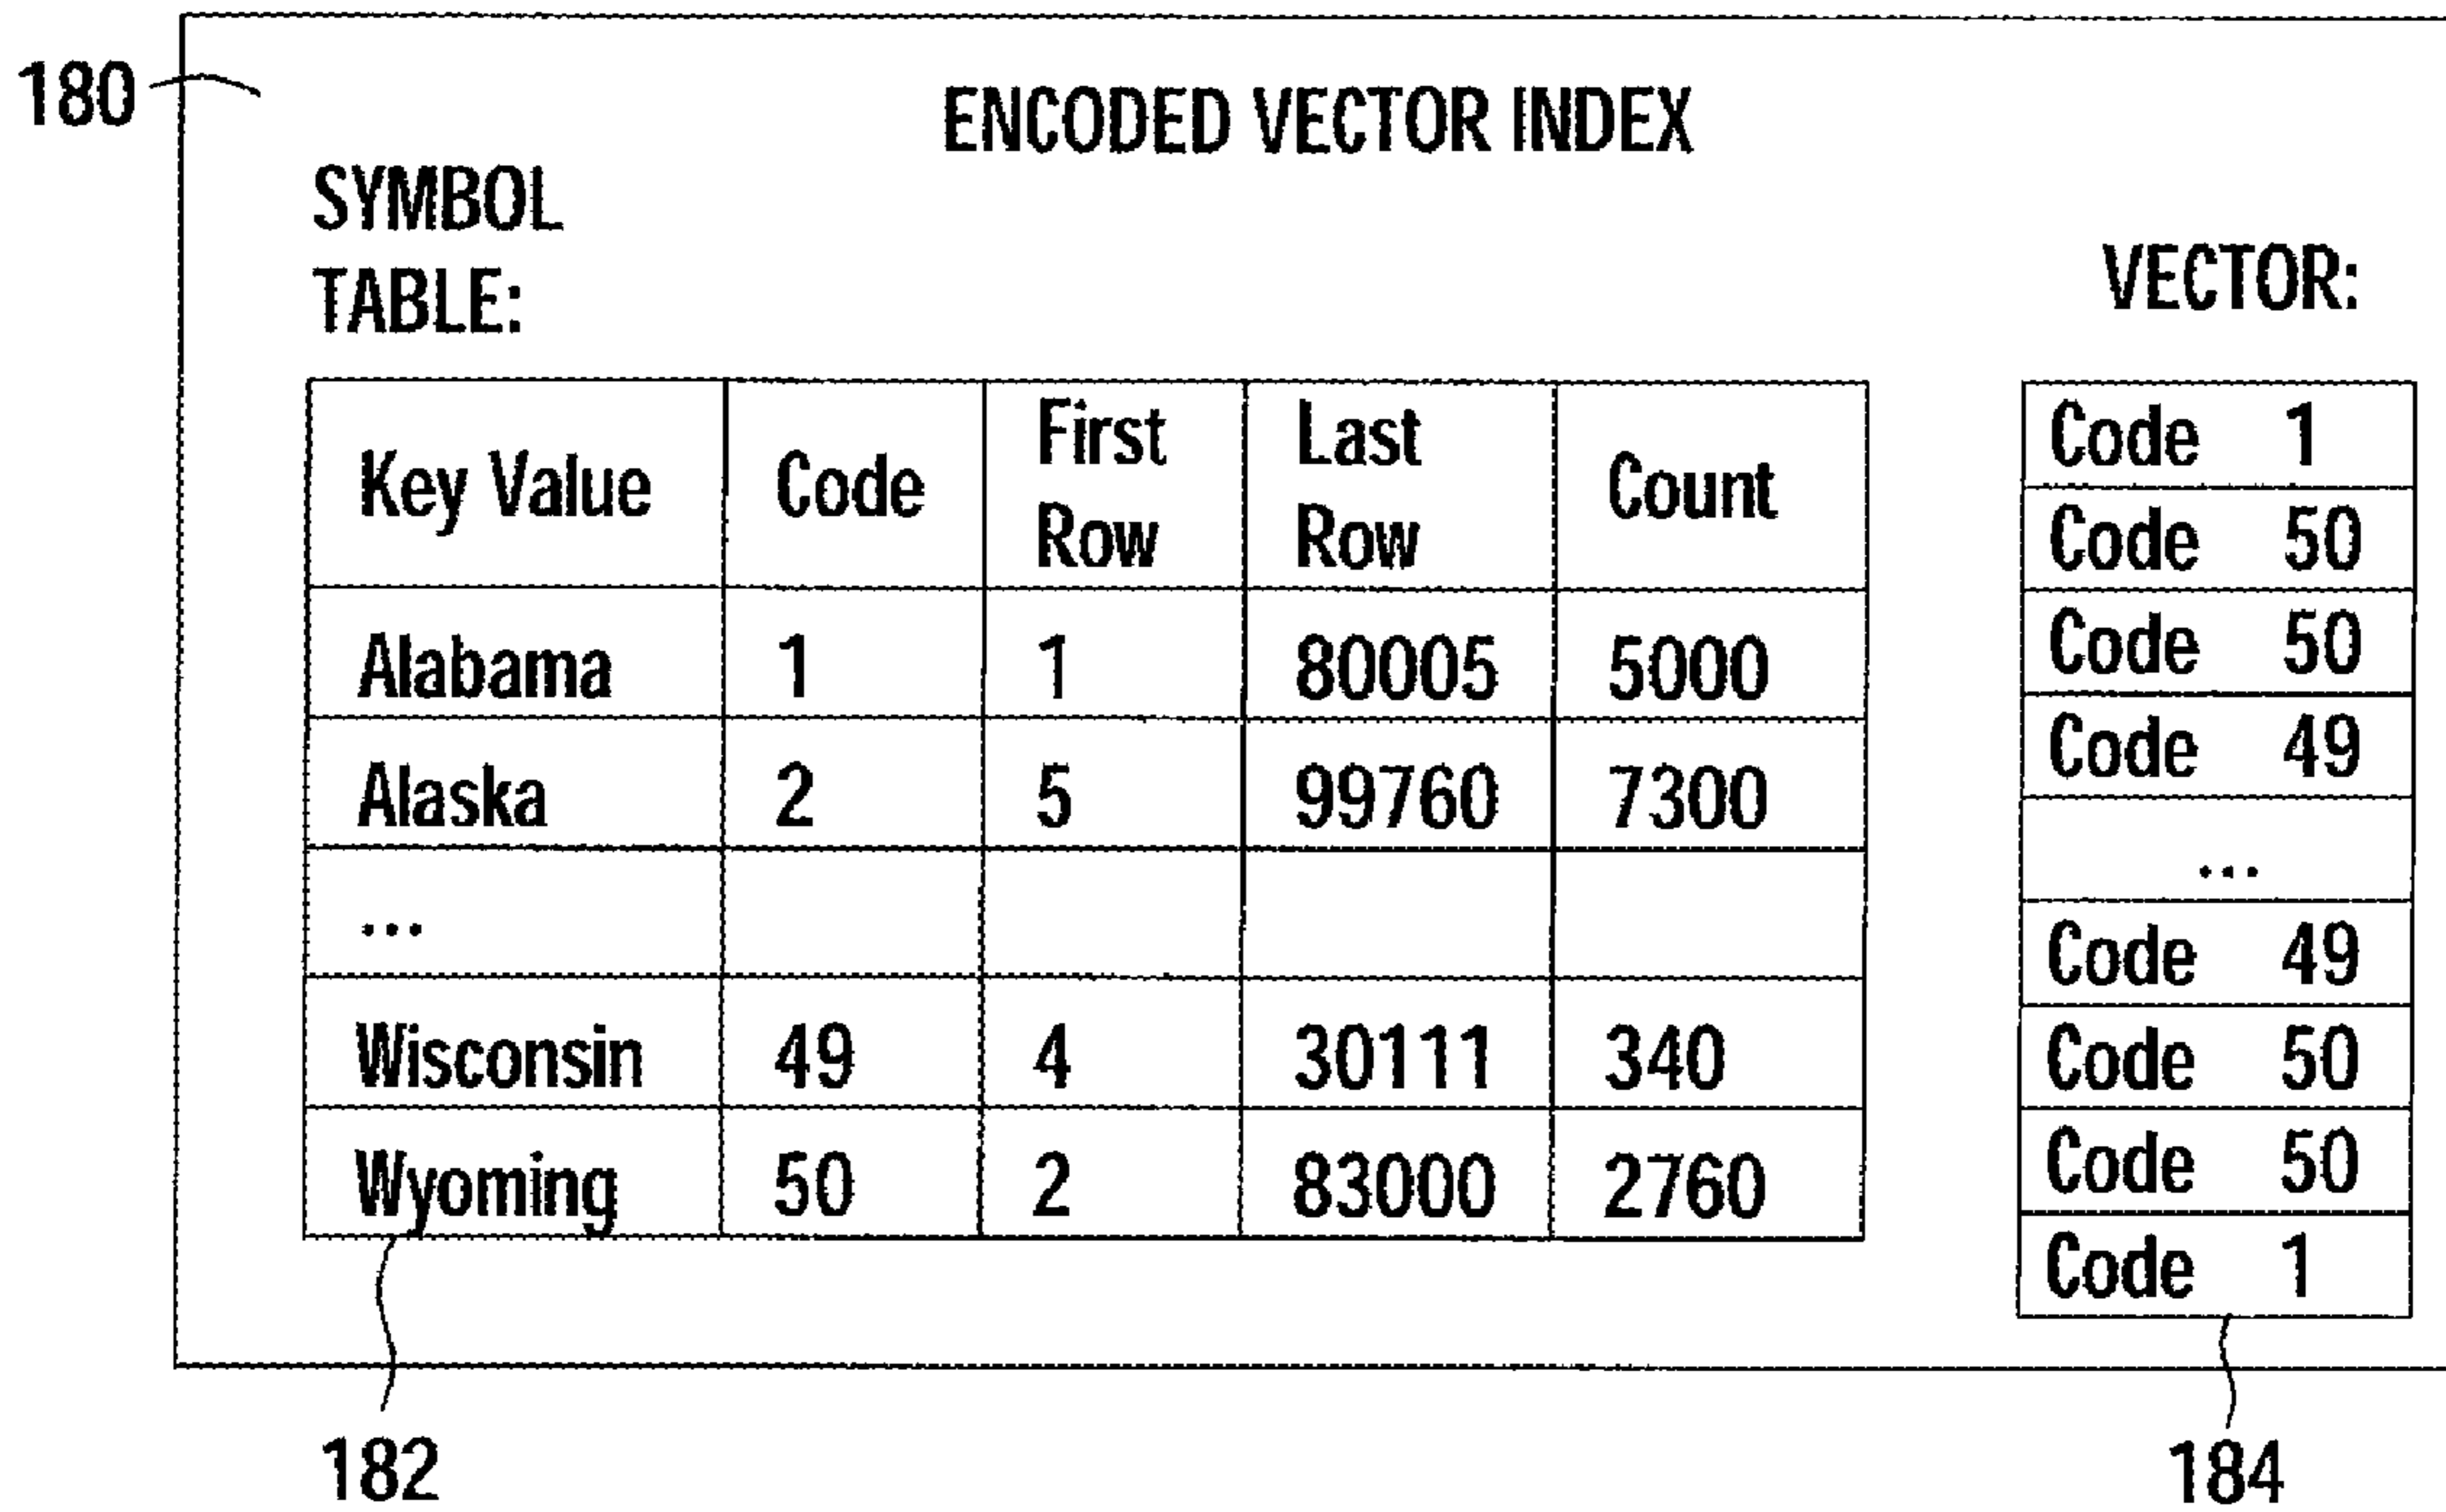 180
ENCODED VECTOR INDEX
SYMBOL
TABLE:
VECTOR:
Key Value Code First Row Last Row Count
Alabama 1 1 80005 5000
Alaska 2 5 99760 7300
...
Wisconsin 49 4 30111 340
Wyoming 50 2 83000 2760
Code 1
Code 50
Code 50
Code 49
...
Code 49
Code 50
Code 50
Code 1
182
184